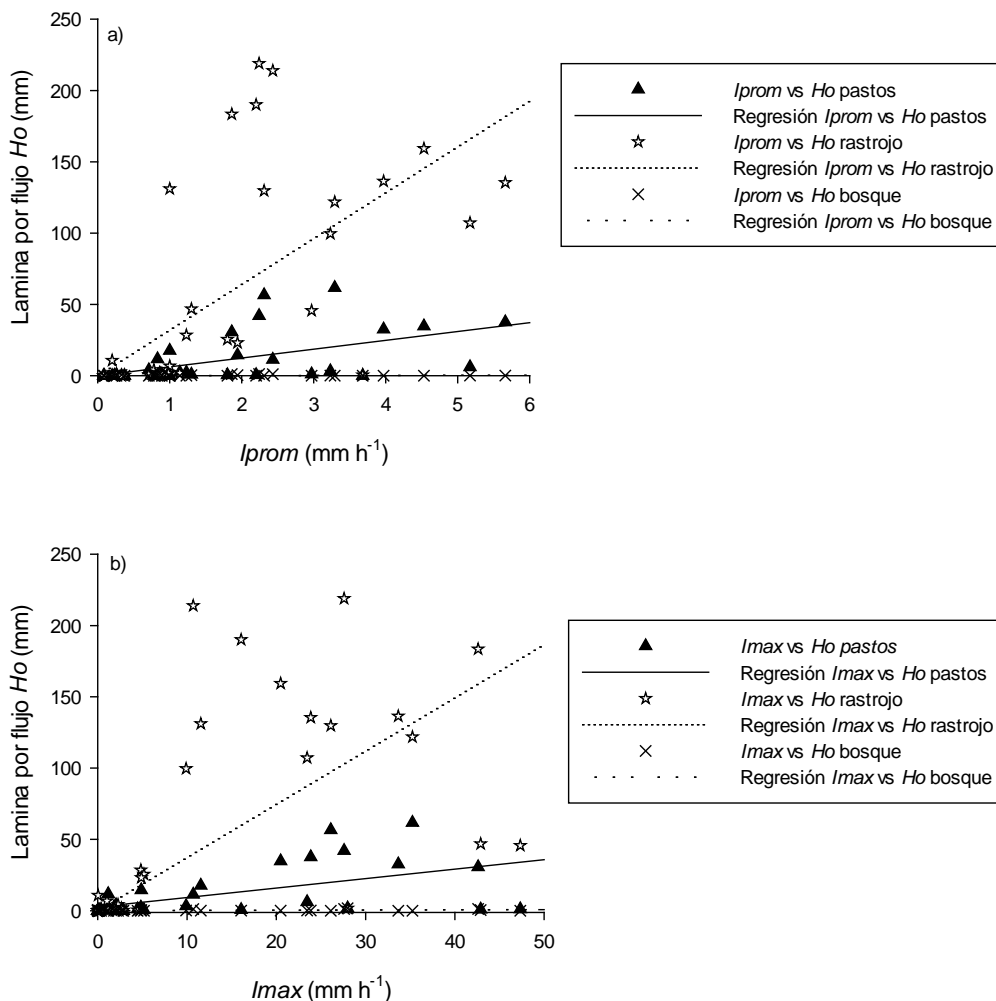 a)
250
200
150
100
50
0
Lamina por flujo Ho (mm)
0 1 2 3 4 5 6
Iprom (mm h-1)
Iprom vs Ho pastos
Regresión Iprom vs Ho pastos
Iprom vs Ho rastrojo
Regresión Iprom vs Ho rastrojo
Iprom vs Ho bosque
Regresión Iprom vs Ho bosque
b)
250
200
150
100
50
0
Lamina por flujo Ho (mm)
0 10 20 30 40 50
Imax (mm h-1)
Imax vs Ho pastos
Regresión Imax vs Ho pastos
Imax vs Ho rastrojo
Regresión Imax vs Ho rastrojo
Imax vs Ho bosque
Regresión Imax vs Ho bosque